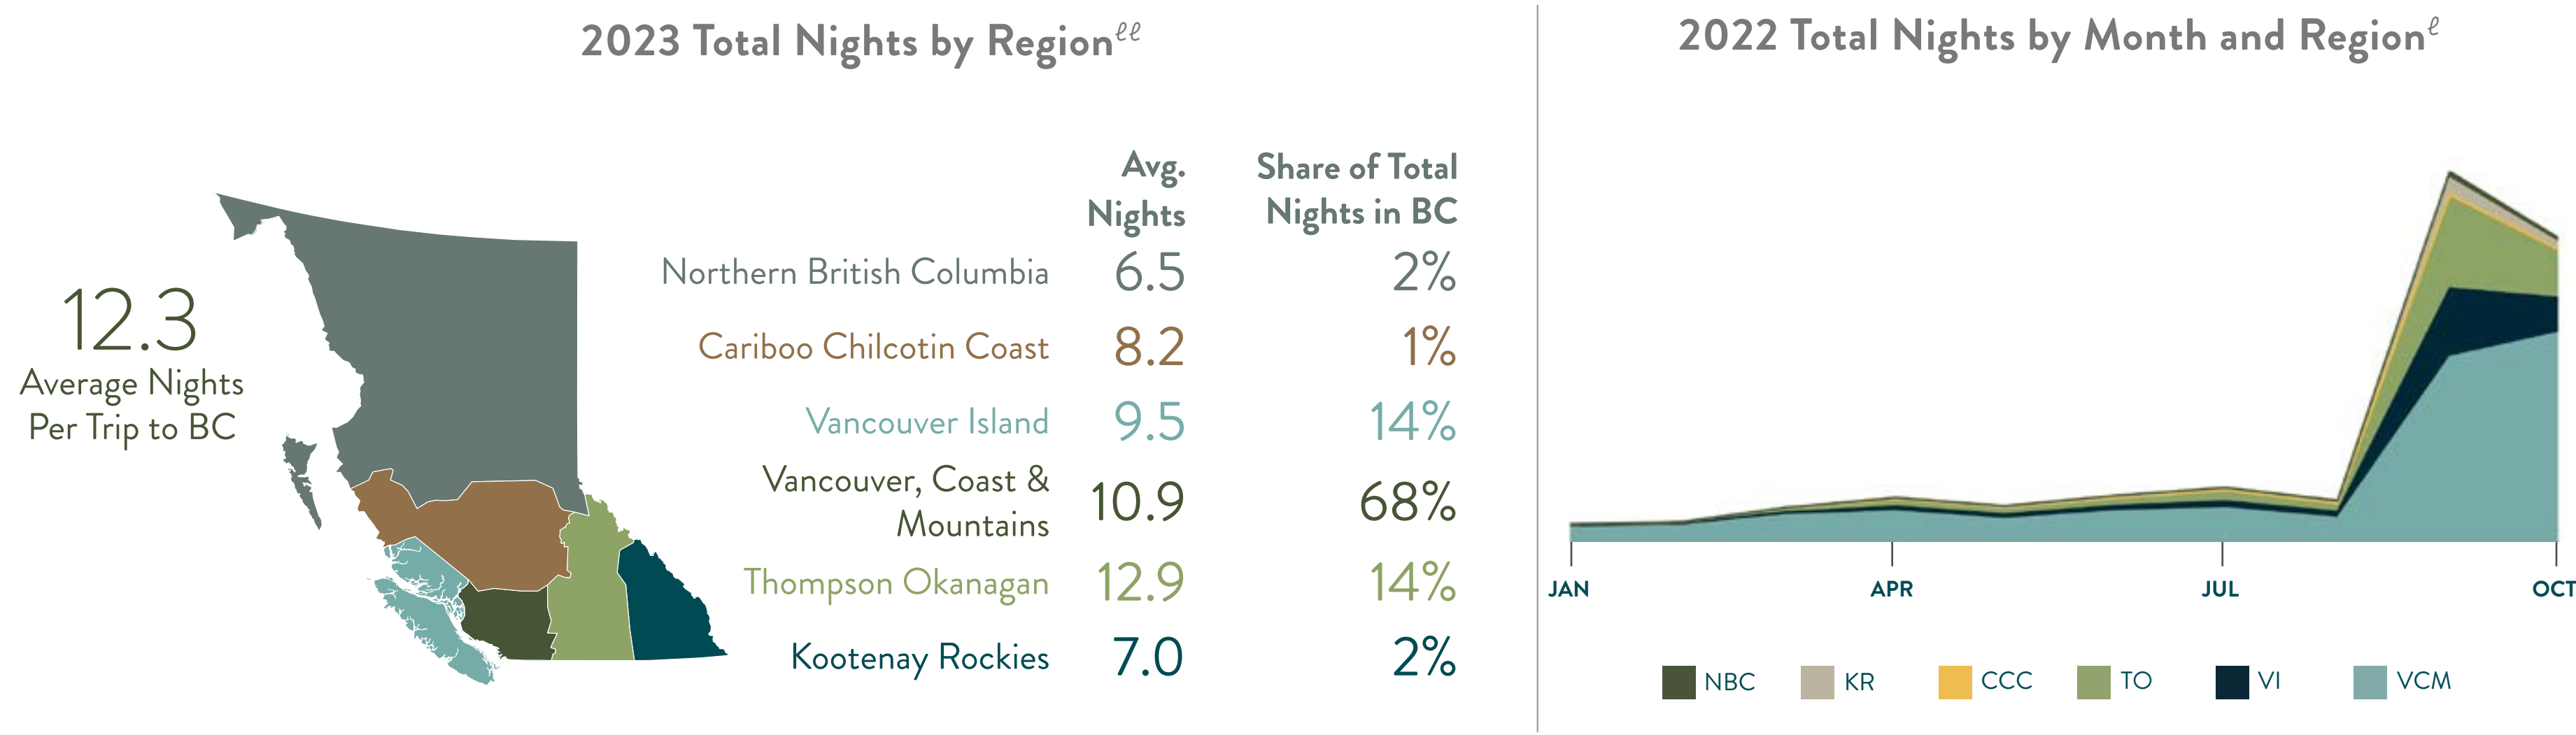 2023 Total Nights by Region ℓℓ
12.3
Average Nights
Per Trip to BC
Avg.
Nights
Share of Total
Nights in BC
Northern British Columbia 6.5 2%
Cariboo Chilcotin Coast 8.2 1%
Vancouver Island 9.5 14%
Vancouver, Coast &
Mountains 10.9 68%
Thompson Okanagan 12.9 14%
Kootenay Rockies 7.0 2%
2022 Total Nights by Month and Region ℓ
JAN APR JUL OCT
NBC KR CCC TO VI VCM